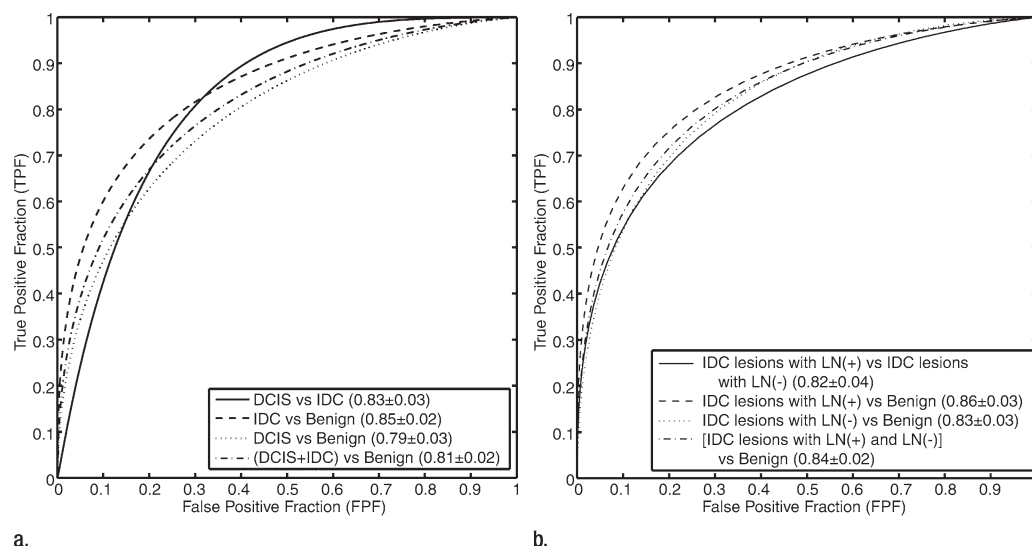 1
0.9
0.8
0.7
0.6
0.5
0.4
0.3
0.2
0.1
0
True Positive Fraction (TPF)
DCIS vs IDC (0.83±0.03)
IDC vs Benign (0.85±0.02)
DCIS vs Benign (0.79±0.03)
(DCIS+IDC) vs Benign (0.81±0.02)
0 0.1 0.2 0.3 0.4 0.5 0.6 0.7 0.8 0.9 1
False Positive Fraction (FPF)
a.
1
0.9
0.8
0.7
0.6
0.5
0.4
0.3
0.2
0.1
0
True Positive Fraction (TPF)
IDC lesions with LN(+) vs IDC lesions
with LN(-) (0.82±0.04)
IDC lesions with LN(+) vs Benign (0.86±0.03)
IDC lesions with LN(-) vs Benign (0.83±0.03)
[IDC lesions with LN(+) and LN(-)]
vs Benign (0.84±0.02)
0 0.1 0.2 0.3 0.4 0.5 0.6 0.7 0.8 0.9
False Positive Fraction (FPF)
b.